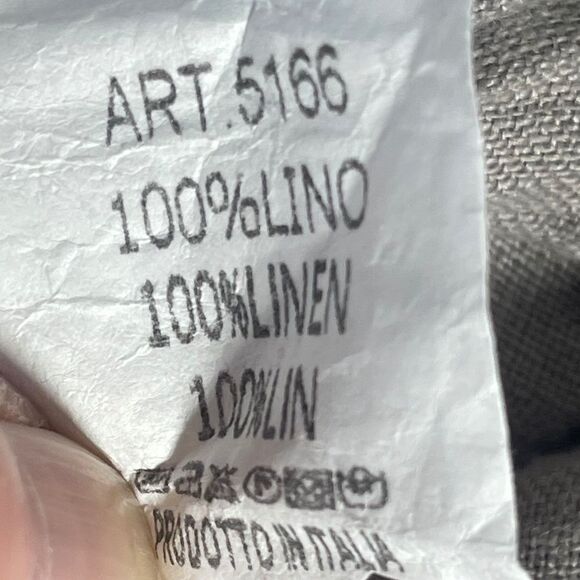 ART.5166
100%LINO
100%LINEN
100%LIN
PRODOTTO IN ITALIA